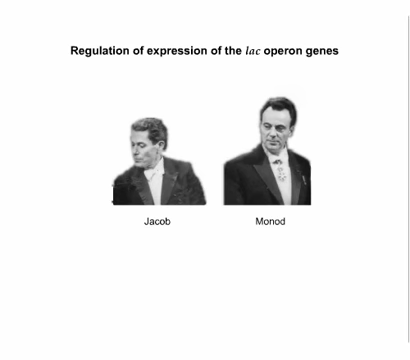 Regulation of expression of the lac operon genes
Jacob
Monod